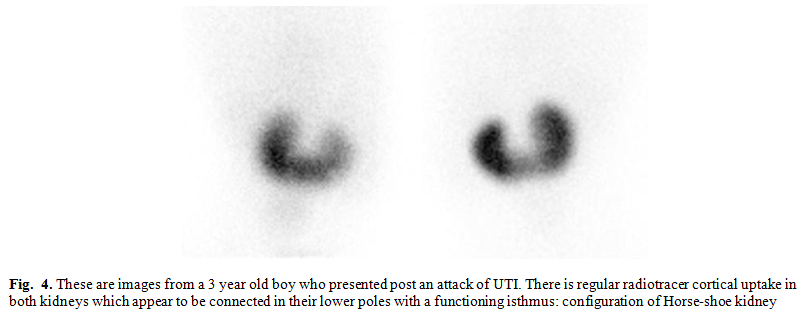 Fig. 4. These are images from a 3 year old boy who presented post an attack of UTI. There is regular radiotracer cortical uptake in
both kidneys which appear to be connected in their lower poles with a functioning isthmus: configuration of Horse-shoe kidney